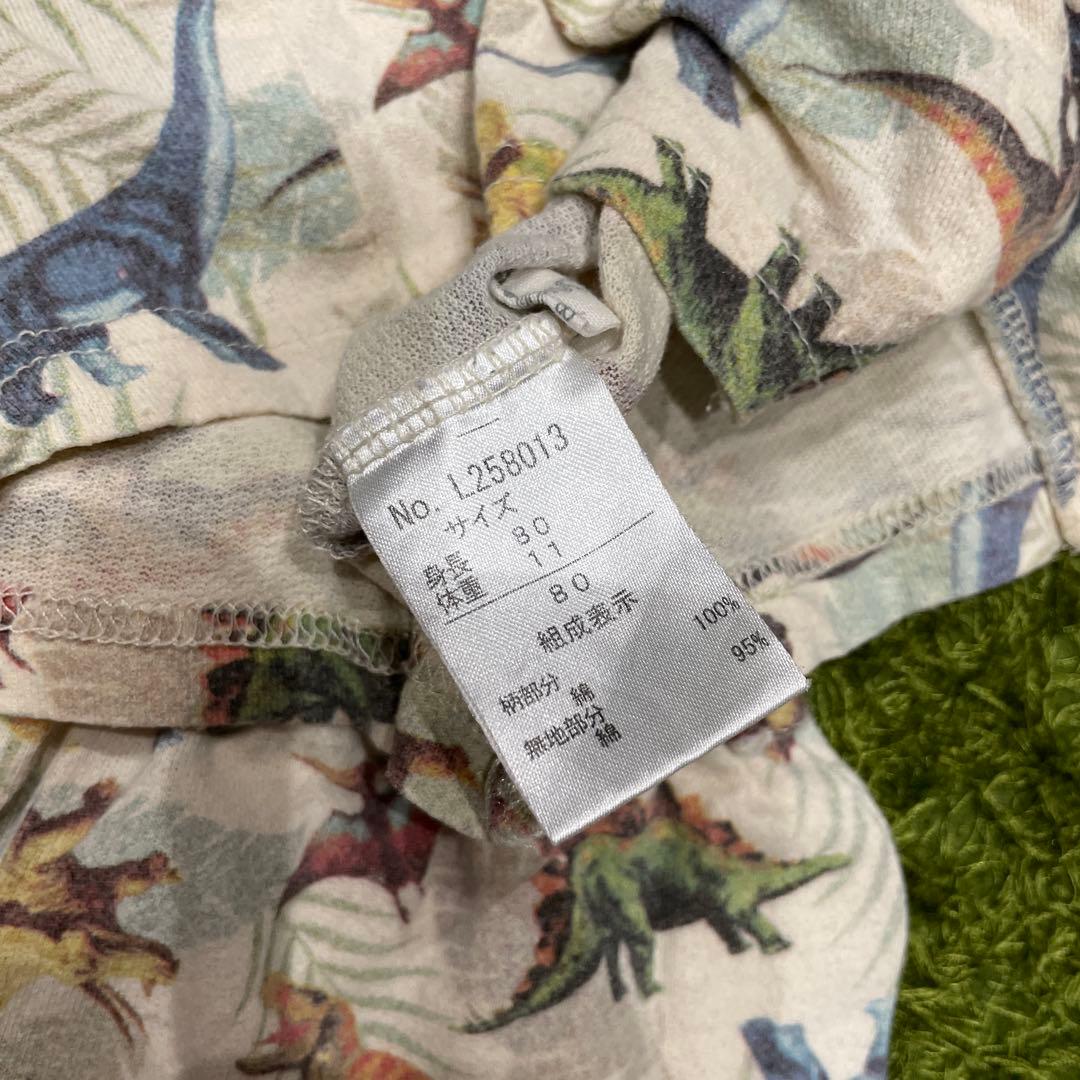 No. L258013
サイズ
身長 80
体重 11
80
組成表示
柄部分
綿 100%
無地部分
綿 95%